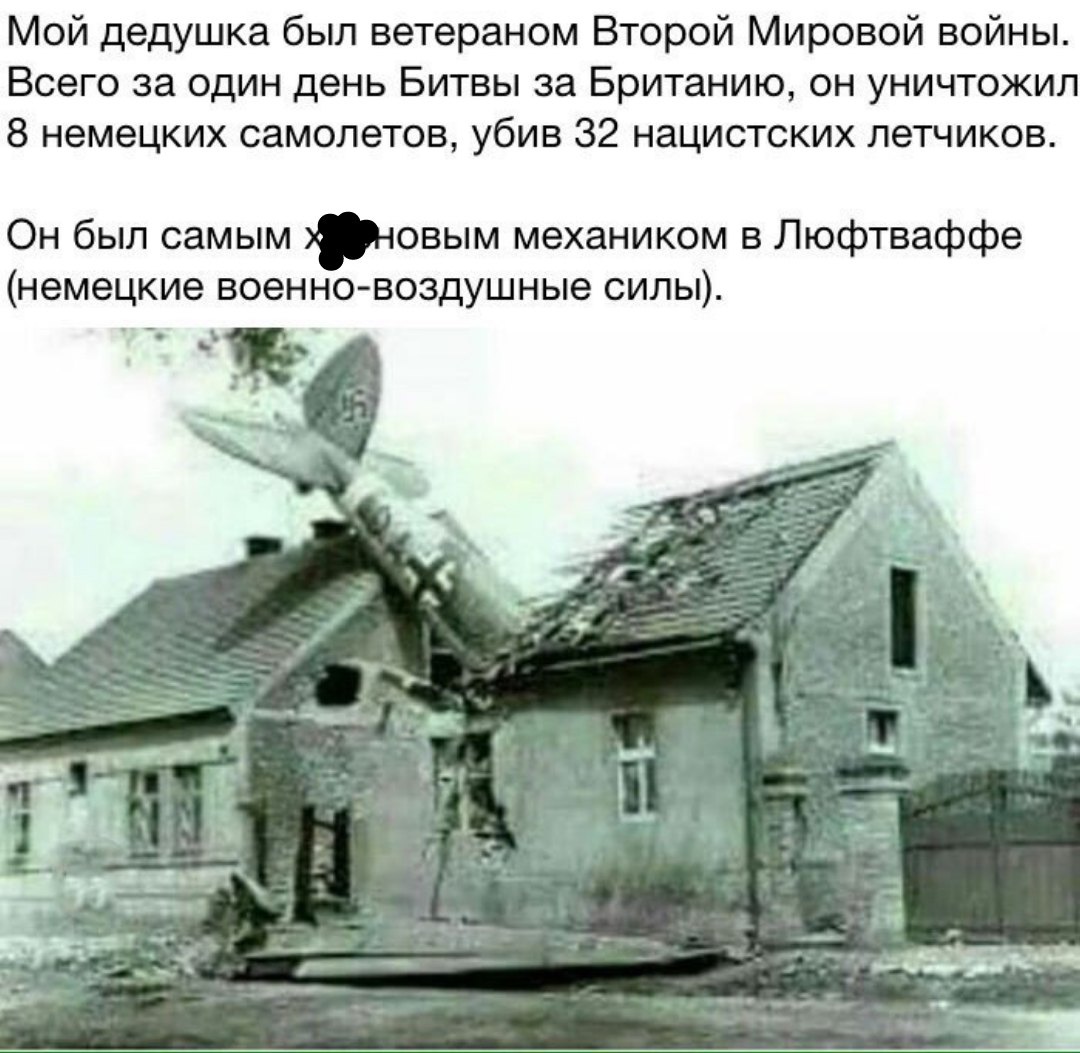 Мой дедушка был ветераном Второй Мировой войны.
Всего за один день Битвы за Британию, он уничтожил
8 немецких самолетов, убив 32 нацистских летчиков.
Он был самым механиком в Люфтваффе
(немецкие военно-воздушные силы).